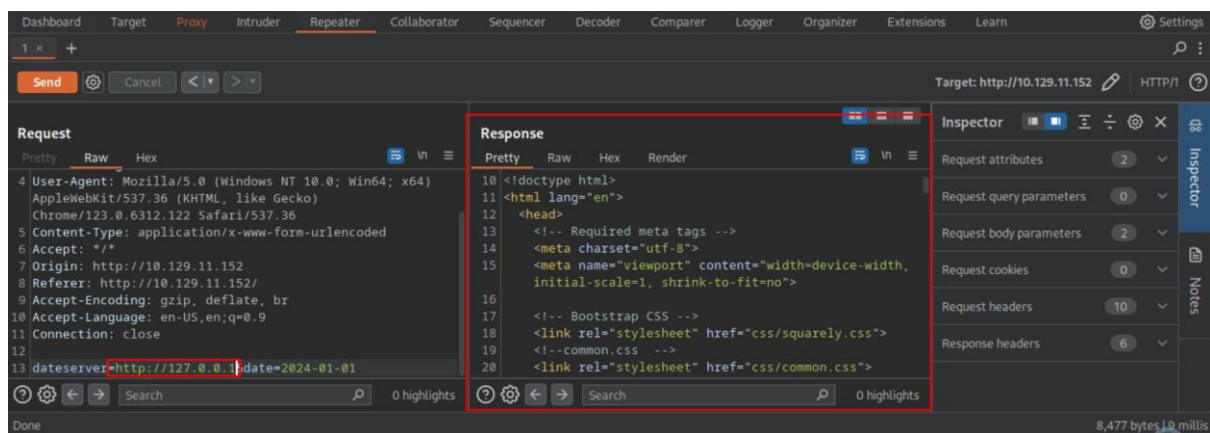 Dashboard Target Proxy Intruder Repeater Collaborator Sequencer Decoder Comparer Logger Organizer Extensions Learn Settings
1 × +
Send Cancel < > Target: http://10.129.11.152 HTTP/1
Request
Pretty Raw Hex \n
4 User-Agent: Mozilla/5.0 (Windows NT 10.0; Win64; x64)
AppleWebKit/537.36 (KHTML, like Gecko)
Chrome/123.0.6312.122 Safari/537.36
5 Content-Type: application/x-www-form-urlencoded
6 Accept: */*
7 Origin: http://10.129.11.152
8 Referer: http://10.129.11.152/
9 Accept-Encoding: gzip, deflate, br
10 Accept-Language: en-US,en;q=0.9
11 Connection: close
12
13 dateserver=http://127.0.0.1&date=2024-01-01
Search 0 highlights
Response
Pretty Raw Hex Render \n
10 <!doctype html>
11 <html lang="en">
12 <head>
13 <!-- Required meta tags -->
14 <meta charset="utf-8">
15 <meta name="viewport" content="width=device-width,
initial-scale=1, shrink-to-fit=no">
16
17 <!-- Bootstrap CSS -->
18 <link rel="stylesheet" href="css/squarely.css">
19 <!--common.css -->
20 <link rel="stylesheet" href="css/common.css">
Search 0 highlights
Inspector
Request attributes 2
Request query parameters 0
Request body parameters 2
Request cookies 0
Request headers 10
Response headers 6
Inspector
Notes
Done 8,477 bytes | 9 millis